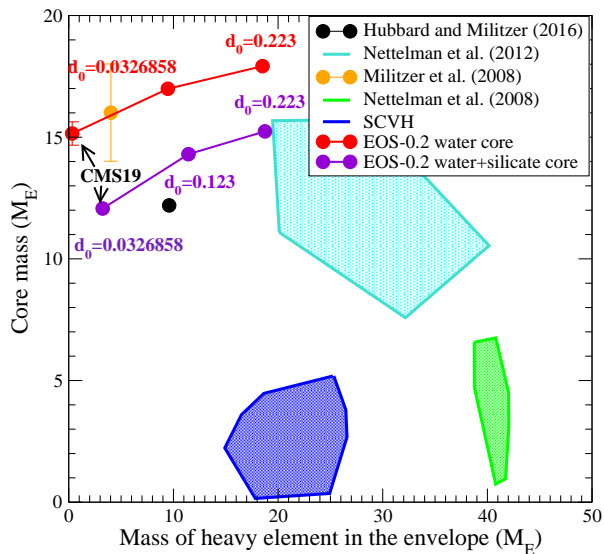 Hubbard and Militzer (2016)
Nettelman et al. (2012)
Militzer et al. (2008)
Nettelman et al. (2008)
SCVH
EOS-0.2 water core
EOS-0.2 water+silicate core
d0=0.223
d0=0.0326858
d0=0.223
CMS19
d0=0.123
d0=0.0326858
20
15
10
5
0
0 10 20 30 40 50
Core mass (M_E)
Mass of heavy element in the envelope (M_E)